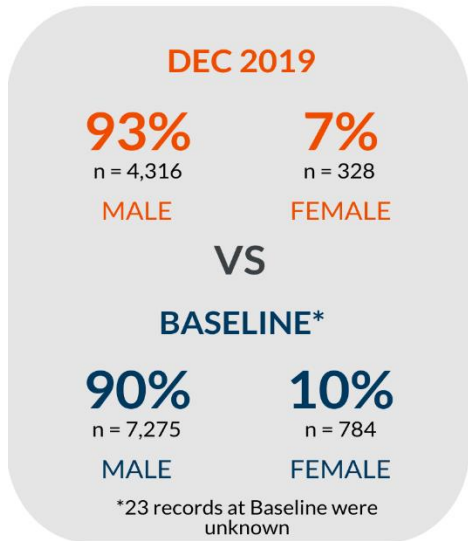 DEC 2019
93% 7%
n = 4,316 n = 328
MALE FEMALE
VS
BASELINE*
90% 10%
n = 7,275 n = 784
MALE FEMALE
*23 records at Baseline were
unknown